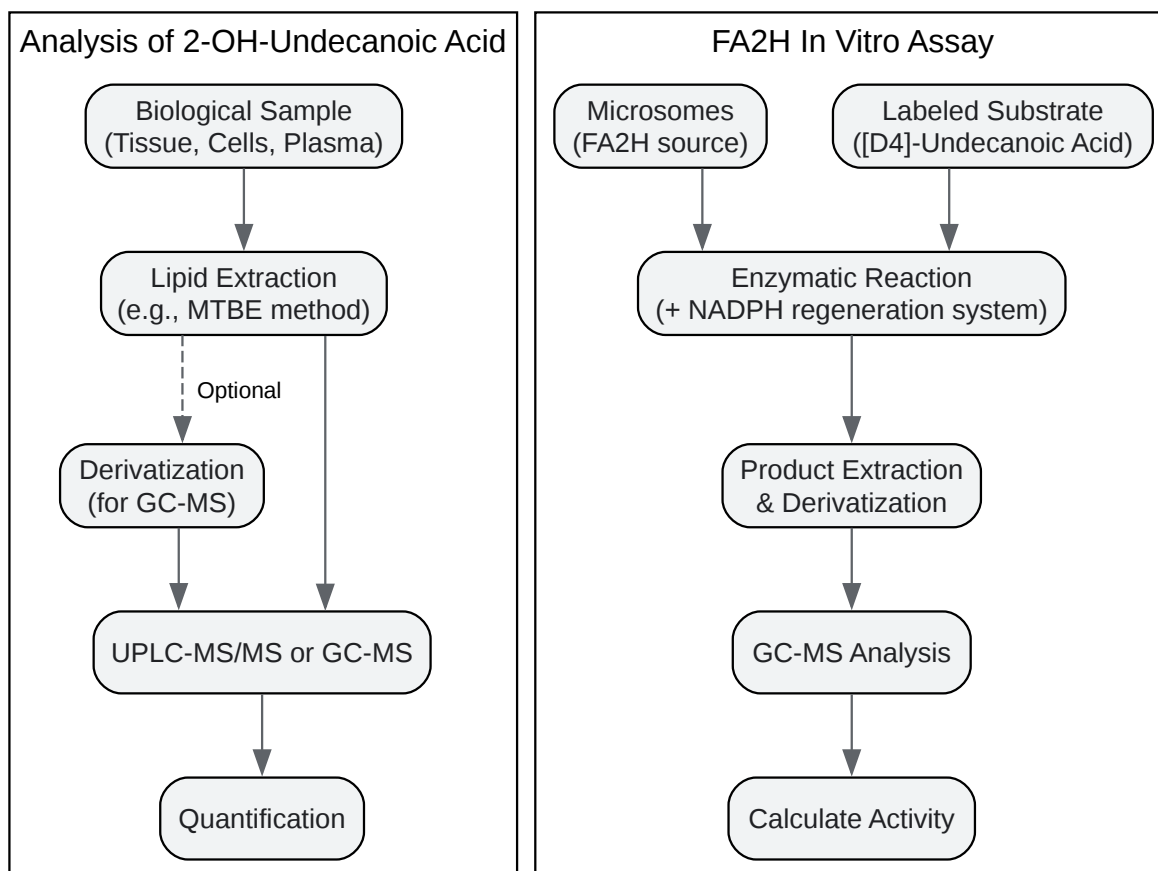 Analysis of 2-OH-Undecanoic Acid
Biological Sample
(Tissue, Cells, Plasma)
Lipid Extraction
(e.g., MTBE method)
Optional
Derivatization
(for GC-MS)
UPLC-MS/MS or GC-MS
Quantification
FA2H In Vitro Assay
Microsomes
(FA2H source)
Labeled Substrate
([D4]-Undecanoic Acid)
Enzymatic Reaction
(+ NADPH regeneration system)
Product Extraction
& Derivatization
GC-MS Analysis
Calculate Activity